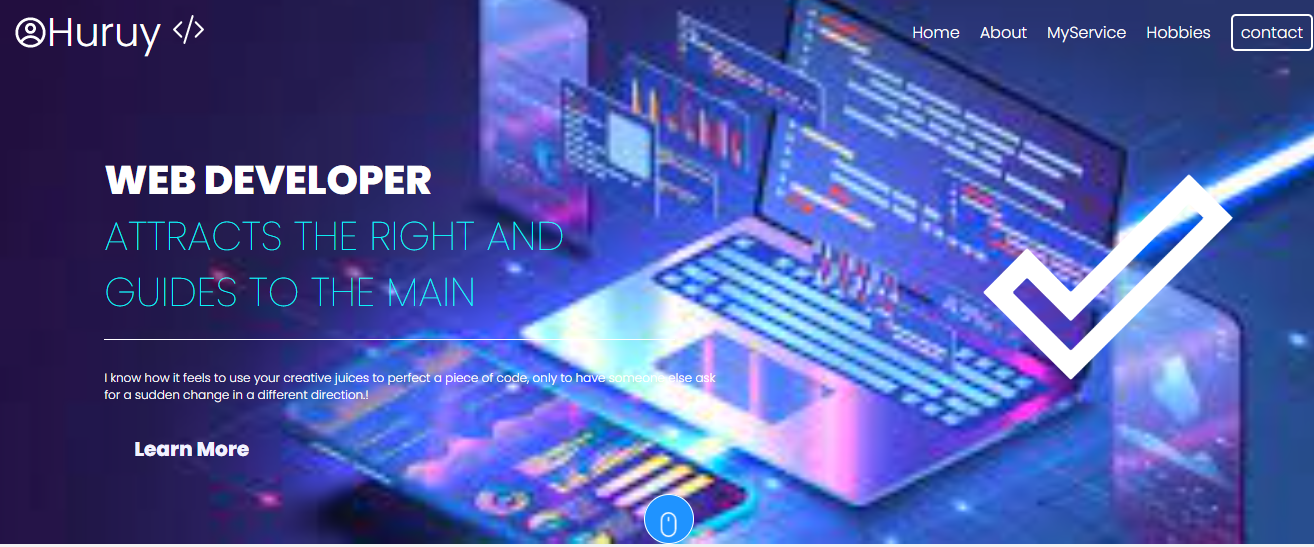 Huruy </>
Home About MyService Hobbies contact
WEB DEVELOPER
ATTRACTS THE RIGHT AND
GUIDES TO THE MAIN
I know how it feels to use your creative juices to perfect a piece of code, only to have someone else ask
for a sudden change in a different direction.!
Learn More